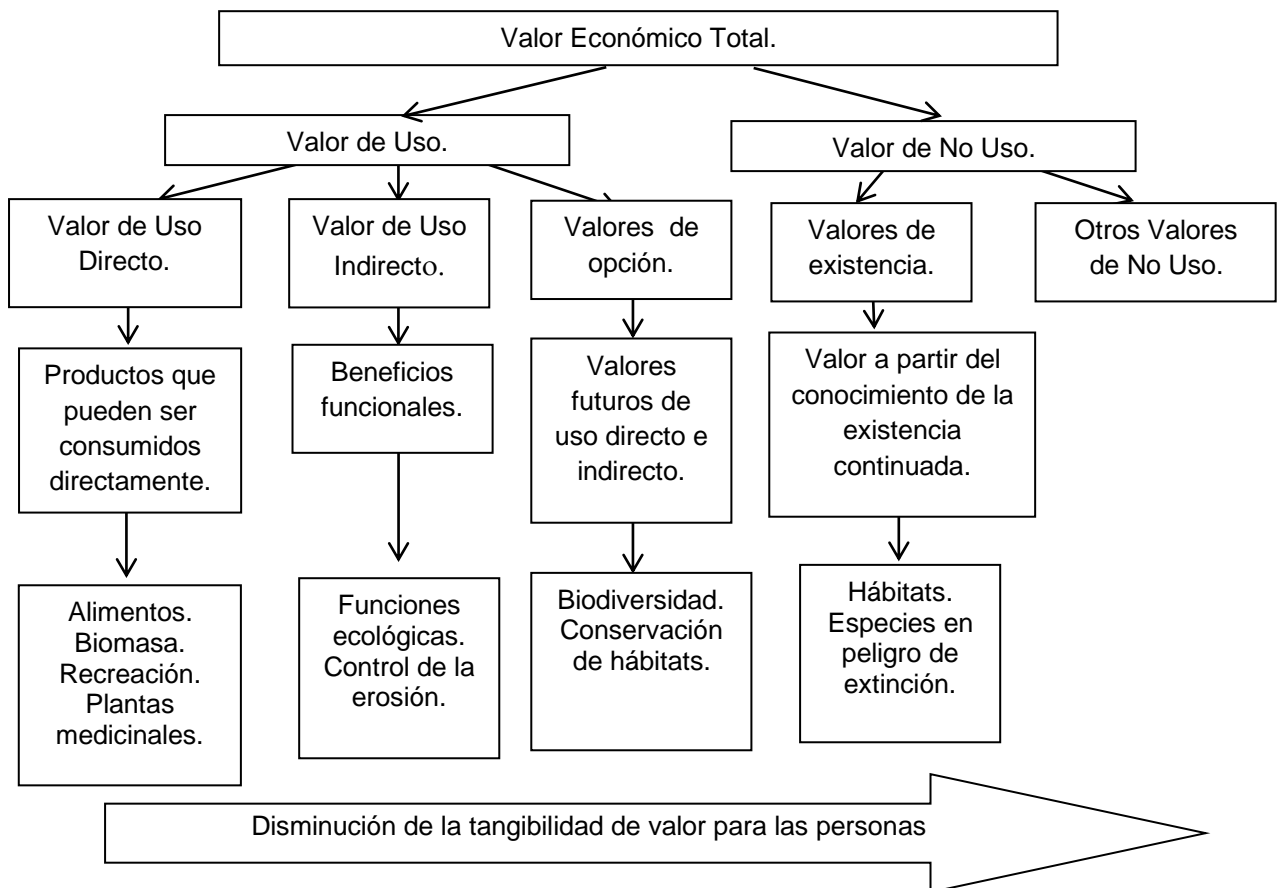 Valor Económico Total.
Valor de Uso.
Valor de No Uso.
Valor de Uso
Directo.
Valor de Uso
Indirecto.
Valores de
opción.
Valores de
existencia.
Otros Valores
de No Uso.
Productos que
pueden ser
consumidos
directamente.
Beneficios
funcionales.
Valores
futuros de
uso directo e
indirecto.
Valor a partir del
conocimiento de la
existencia
continuada.
Alimentos.
Biomasa.
Recreación.
Plantas
medicinales.
Funciones
ecológicas.
Control de la
erosión.
Biodiversidad.
Conservación
de hábitats.
Hábitats.
Especies en
peligro de
extinción.
Disminución de la tangibilidad de valor para las personas